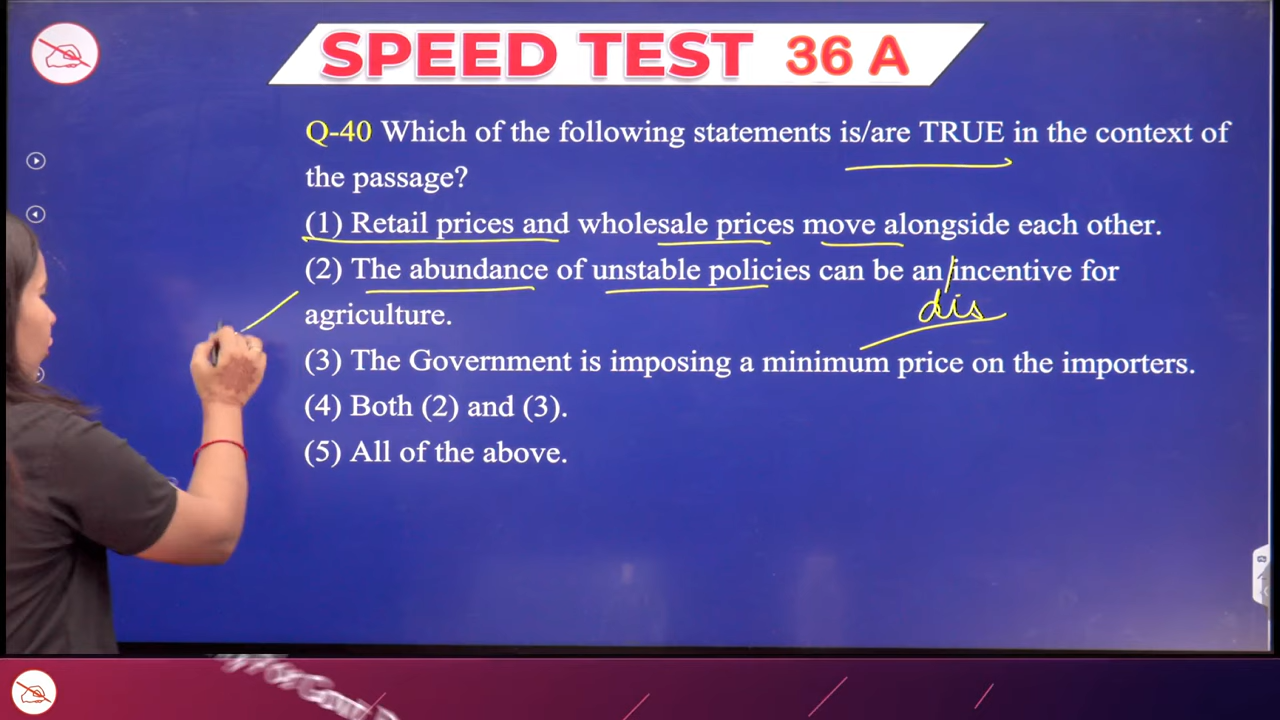 SPEED TEST 36 A
Q-40 Which of the following statements is/are TRUE in the context of
the passage?
(1) Retail prices and wholesale prices move alongside each other.
(2) The abundance of unstable policies can be an/incentive for
dis
agriculture.
(3) The Government is imposing a minimum price on the importers.
(4) Both (2) and (3).
(5) All of the above.